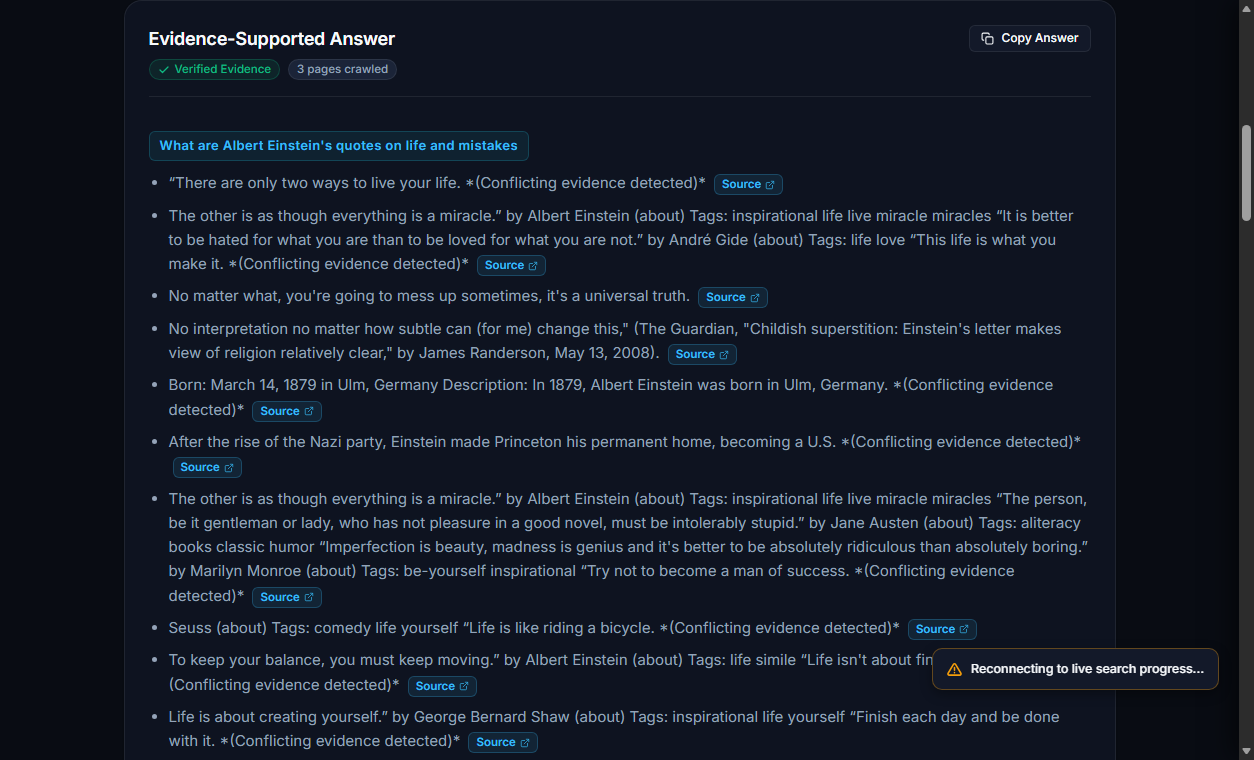 Evidence-Supported Answer
Copy Answer
Verified Evidence
3 pages crawled
What are Albert Einstein's quotes on life and mistakes
“There are only two ways to live your life. *(Conflicting evidence detected)* Source
The other is as though everything is a miracle.” by Albert Einstein (about) Tags: inspirational life live miracle miracles “It is better
to be hated for what you are than to be loved for what you are not.” by André Gide (about) Tags: life love “This life is what you
make it. *(Conflicting evidence detected)* Source
No matter what, you're going to mess up sometimes, it's a universal truth. Source
No interpretation no matter how subtle can (for me) change this," (The Guardian, "Childish superstition: Einstein's letter makes
view of religion relatively clear," by James Randerson, May 13, 2008). Source
Born: March 14, 1879 in Ulm, Germany Description: In 1879, Albert Einstein was born in Ulm, Germany. *(Conflicting evidence
detected)* Source
After the rise of the Nazi party, Einstein made Princeton his permanent home, becoming a U.S. *(Conflicting evidence detected)*
Source
The other is as though everything is a miracle.” by Albert Einstein (about) Tags: inspirational life live miracle miracles “The person,
be it gentleman or lady, who has not pleasure in a good novel, must be intolerably stupid.” by Jane Austen (about) Tags: aliteracy
books classic humor “Imperfection is beauty, madness is genius and it's better to be absolutely ridiculous than absolutely boring.”
by Marilyn Monroe (about) Tags: be-yourself inspirational “Try not to become a man of success. *(Conflicting evidence
detected)* Source
Seuss (about) Tags: comedy life yourself “Life is like riding a bicycle. *(Conflicting evidence detected)* Source
To keep your balance, you must keep moving.” by Albert Einstein (about) Tags: life simile “Life isn't about
Reconnecting to live search progress...
(Conflicting evidence detected)* Source
Life is about creating yourself.” by George Bernard Shaw (about) Tags: inspirational life yourself “Finish each day and be done
with it. *(Conflicting evidence detected)* Source